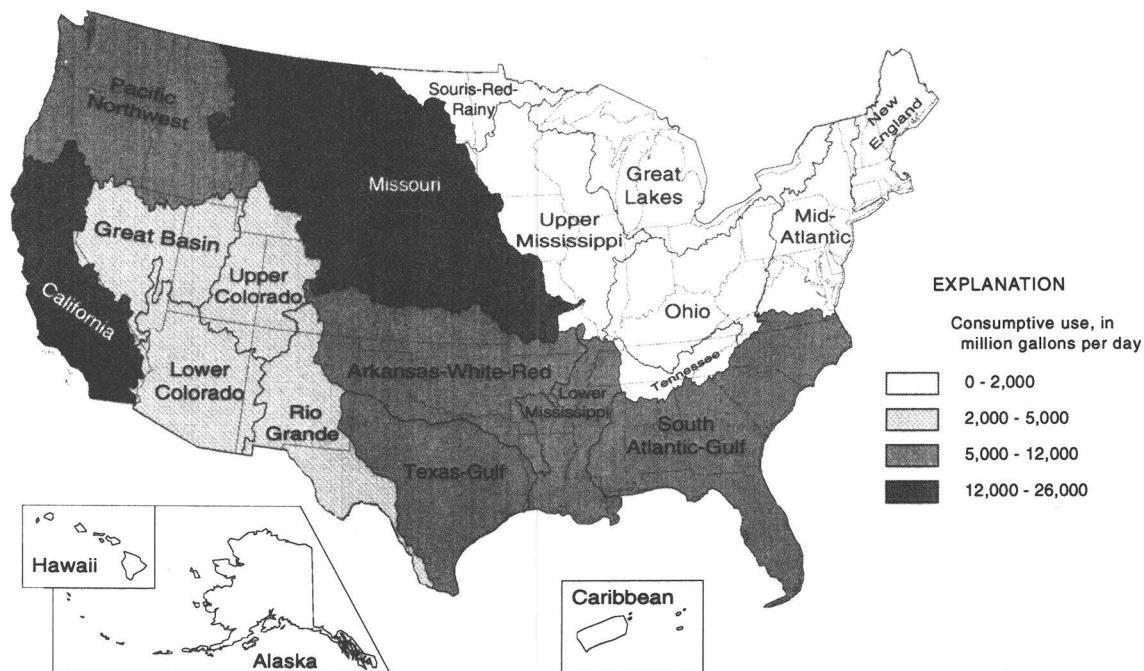 Pacific
Northwest
Souris-Red-
Rainy
New
England
Missouri
Great
Lakes
Upper
Mississippi
Mid-
Atlantic
Great Basin
Upper
Colorado
California
Ohio
Lower
Colorado
Arkansas-White-Red
Tennessee
Lower
Mississippi
Rio
Grande
Texas-Gulf
South
Atlantic-Gulf
EXPLANATION
Consumptive use, in
million gallons per day
0 - 2,000
2,000 - 5,000
5,000 - 12,000
12,000 - 26,000
Hawaii
Alaska
Caribbean